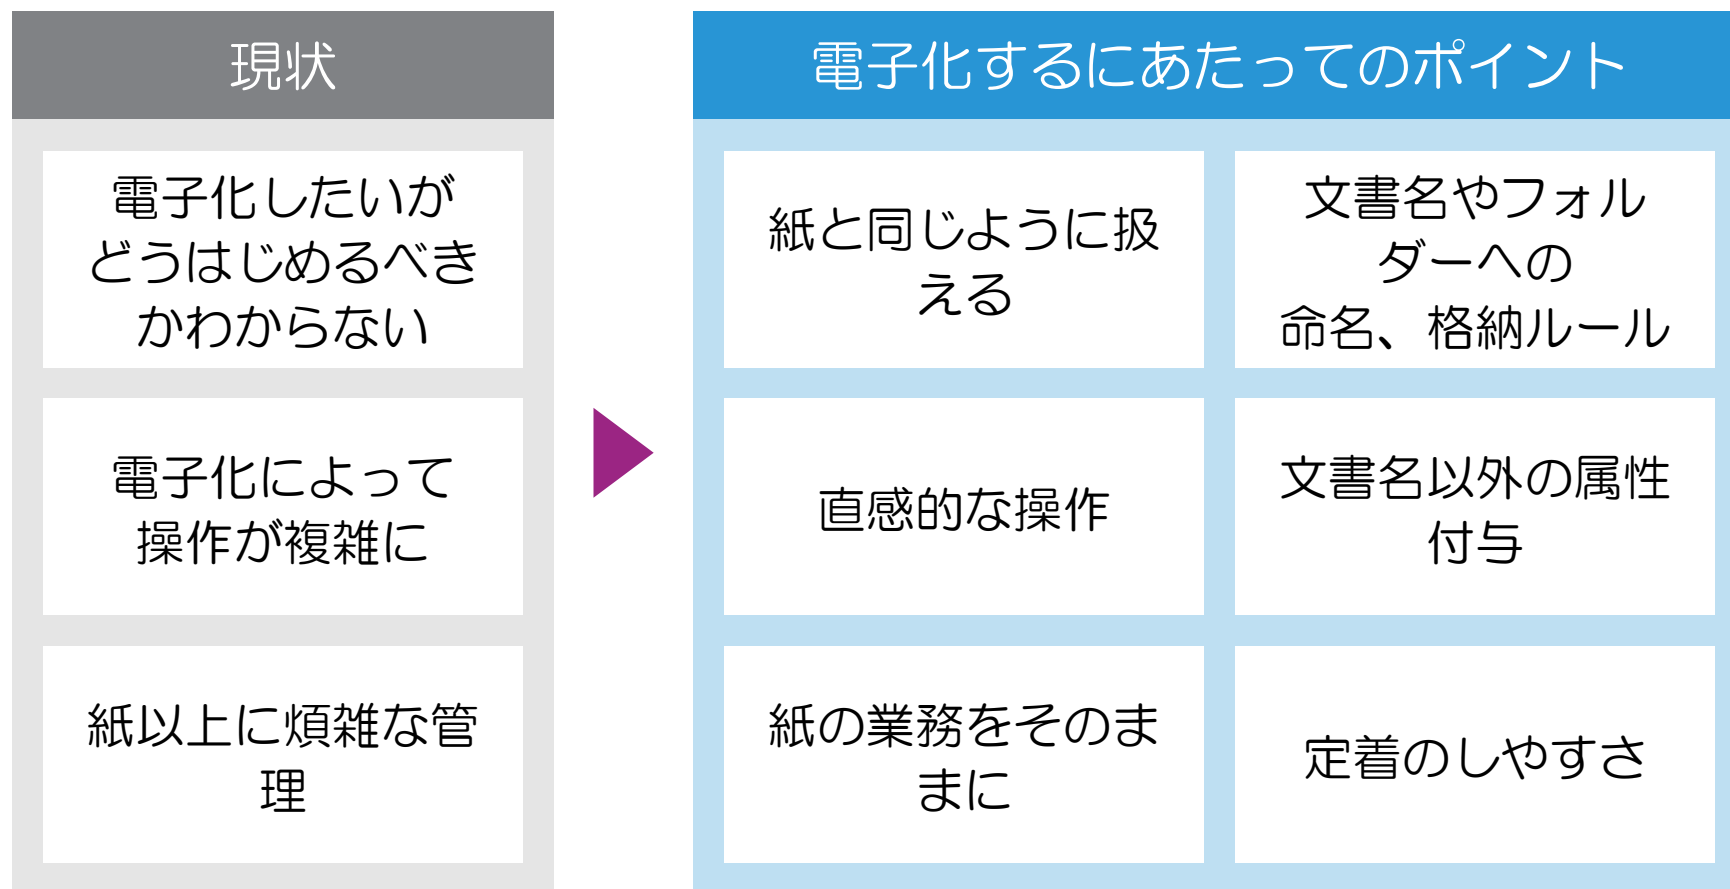 現状
電子化したいが
どうはじめるべき
かわからない
電子化によって
操作が複雑に
紙以上に煩雑な管
理
電子化するにあたってのポイント
紙と同じように扱
える
文書名やフォル
ダーへの
命名、格納ルール
直感的な操作
文書名以外の属性
付与
紙の業務をそのま
まに
定着のしやすさ